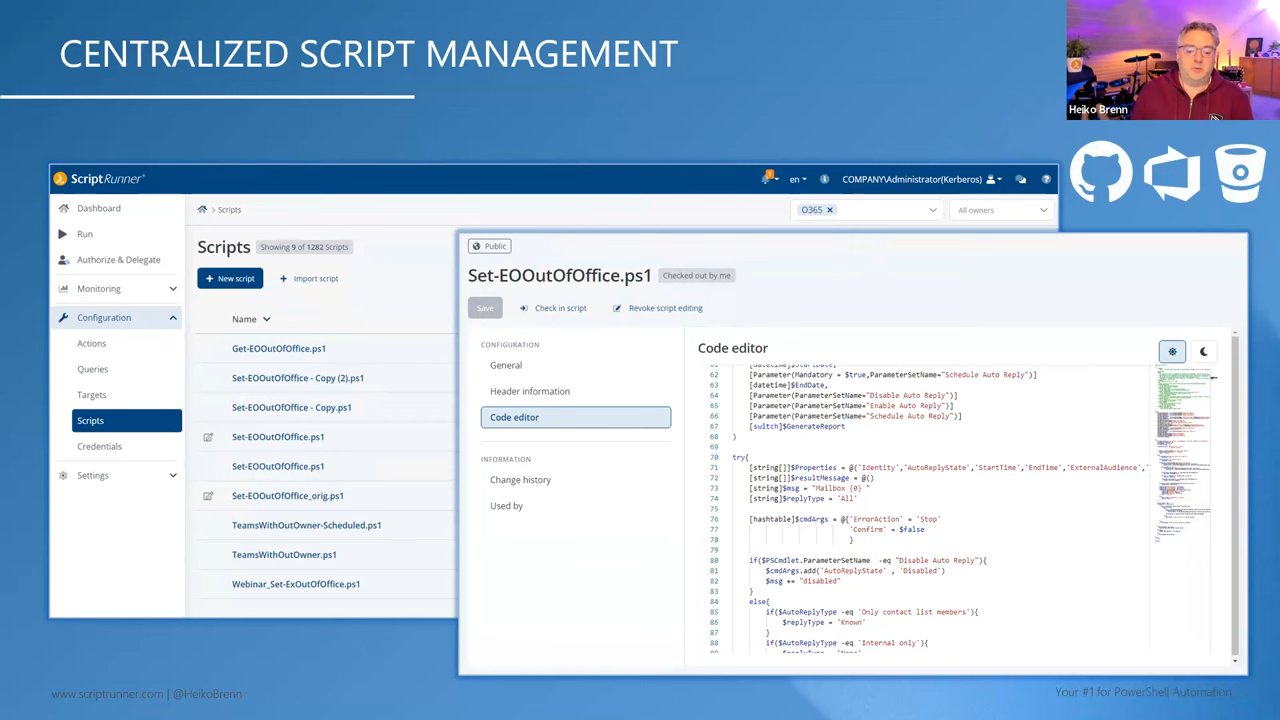 CENTRALIZED SCRIPT MANAGEMENT
Heiko Brenn
ScriptRunner®
en
COMPANY\Administrator(Kerberos)
Dashboard
Run
Authorize & Delegate
Monitoring
Configuration
Actions
Queries
Targets
Scripts
Credentials
Settings
Scripts
O365
All owners
Scripts
Showing 9 of 1282 Scripts
+ New script
+ Import script
Name
Get-EOOutOfOffice.ps1
Set-EOOutOfOffice - Copy (2).ps1
Set-EOOutOfOffice - Copy.ps1
Set-EOOutOfOffice.ps1
Set-EOOutOfOffice.ps1
Set-EOOutOfOffice_orig.ps1
TeamsWithOutOwner-Scheduled.ps1
TeamsWithOutOwner.ps1
Webinar_Set-ExOutOfOffice.ps1
Public
Set-EOOutOfOffice.ps1
Checked out by me
Save
Check in script
Revoke script editing
CONFIGURATION
General
Header information
Code editor
INFORMATION
Change history
Used by
Code editor
61 [datetime]$StartDate,
62 [Parameter(Mandatory = $true,ParameterSetName="Schedule Auto Reply")]
63 [datetime]$EndDate,
64 [Parameter(ParameterSetName="Disable Auto Reply")]
65 [Parameter(ParameterSetName="Enable Auto Reply")]
66 [Parameter(ParameterSetName="Schedule Auto Reply")]
67 [switch]$GenerateReport
68 )
69
70 try{
71 [string[]]$Properties = @('Identity','AutoReplyState','StartTime','EndTime','ExternalAudience',
72 [string[]]$resultMessage = @()
73 [string]$msg = "Mailbox {0} "
74 [string]$replyType = 'All'
75
76 [hashtable]$cmdArgs = @{'ErrorAction' = 'Stop'
77 'Confirm' = $false
78 }
79
80 if($PSCmdlet.ParameterSetName -eq "Disable Auto Reply"){
81 $cmdArgs.add('AutoReplyState' , 'Disabled')
82 $msg += "disabled"
83 }
84 else{
85 if($AutoReplyType -eq 'Only contact list members'){
86 $replyType = 'Known'
87 }
88 if($AutoReplyType -eq 'Internal only'){
89 $replyType = 'None'
www.scriptrunner.com | @HeikoBrenn
Your #1 for PowerShell Automation